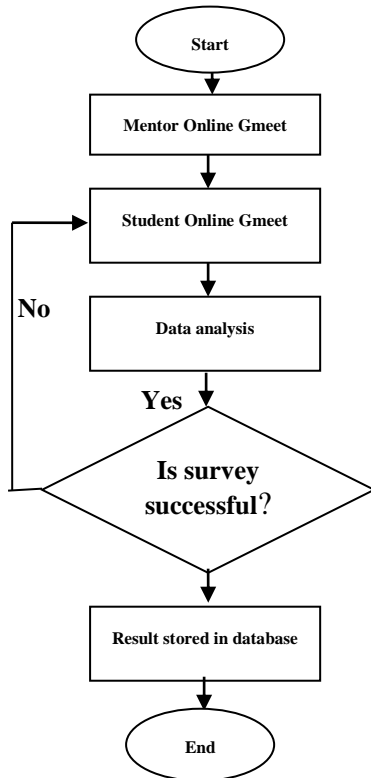 Start
Mentor Online Gmeet
Student Online Gmeet
No
Data analysis
Yes
Is survey
successful?
Result stored in database
End